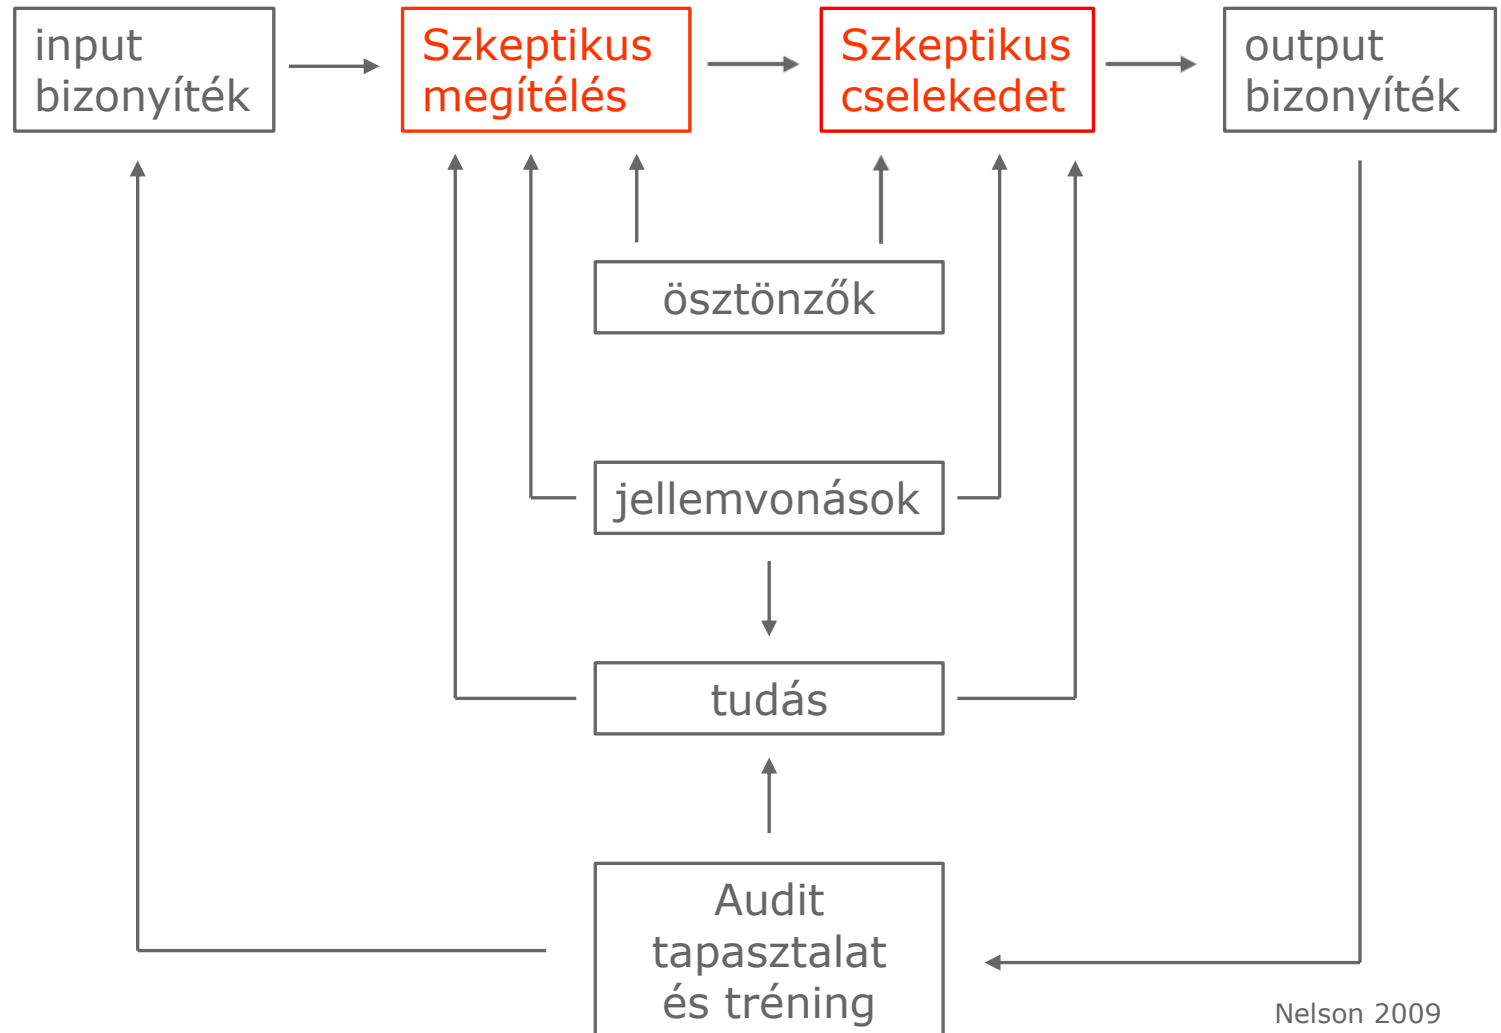 input
bizonyíték
Szkeptikus
megítélés
Szkeptikus
cselekedet
output
bizonyíték
ösztönzők
jellemvonások
tudás
Audit
tapasztalat
és tréning
Nelson 2009